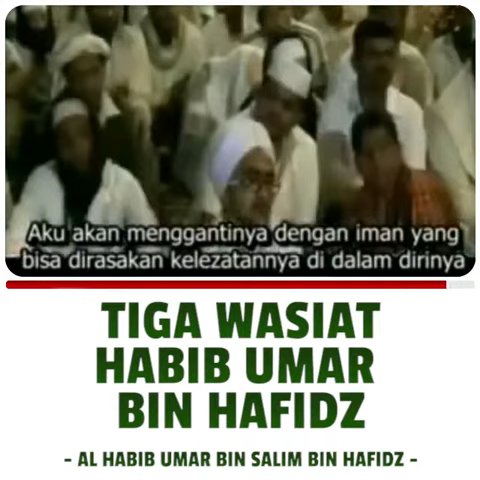 Aku akan menggantinya dengan iman yang
bisa dirasakan kelezatannya di dalam dirinya
TIGA WASIAT
HABIB UMAR
BIN HAFIDZ
- AL HABIB UMAR BIN SALIM BIN HAFIDZ -